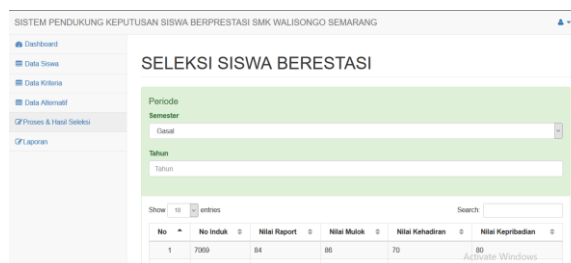 SISTEM PENDUKUNG KEPUTUSAN SISWA BERPRESTASI SMK WALISONGO SEMARANG
Dashboard
Data Siswa
Data Kriteria
Data Alternatif
Proses & Hasil Seleksi
Laporan
SELEKSI SISWA BERESTASI
Periode
Semester
Gasal
Tahun
Tahun
Show 10 entries Search:
No No Induk Nilai Raport Nilai Mulok Nilai Kehadiran Nilai Kepribadian
1 7069 84 86 70 80
Activate Windows